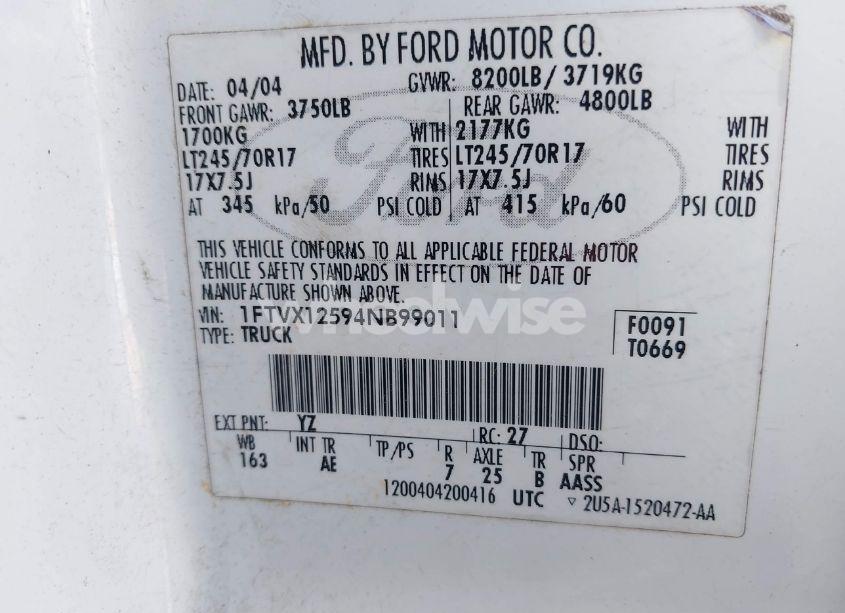 MFD. BY FORD MOTOR CO.
DATE: 04/04 GVWR: 8200LB/ 3719KG
FRONT GAWR: 3750LB REAR GAWR: 4800LB
1700KG WITH 2177KG WITH
LT245/70R17 TIRES LT245/70R17 TIRES
17X7.5J RIMS 17X7.5J RIMS
AT 345 kPa/50 PSI COLD AT 415 kPa/60 PSI COLD
Ford
THIS VEHICLE CONFORMS TO ALL APPLICABLE FEDERAL MOTOR
VEHICLE SAFETY STANDARDS IN EFFECT ON THE DATE OF
MANUFACTURE SHOWN ABOVE.
VIN: 1FTVX12594NB99011 F0091
TYPE: TRUCK T0669
EXT PNT: YZ RC: 27 DSO:
WB INT TR TP/PS R AXLE TR SPR
163 AE 7 25 B AASS
1200404200416 UTC ▽ 2U5A-1520472-AA